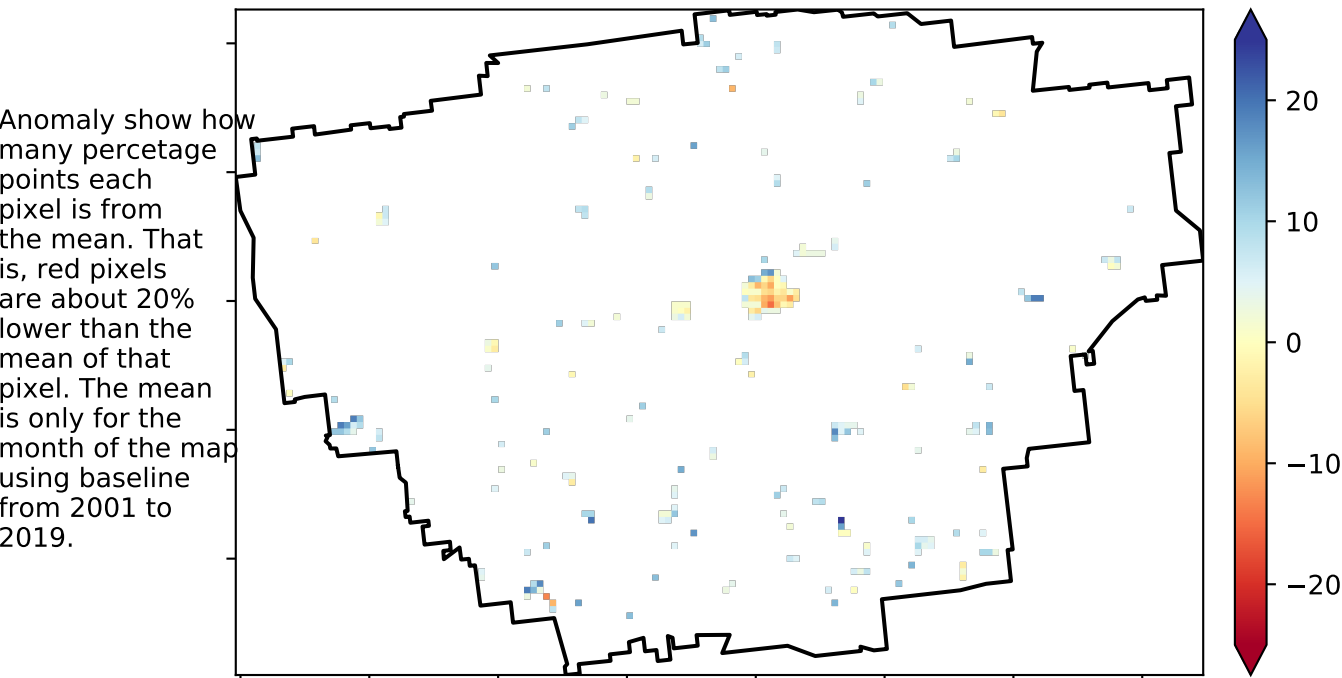 Anomaly show how
many percetage
points each
pixel is from
the mean. That
is, red pixels
are about 20%
lower than the
mean of that
pixel. The mean
is only for the
month of the map
using baseline
from 2001 to
2019.
20
10
0
−10
−20